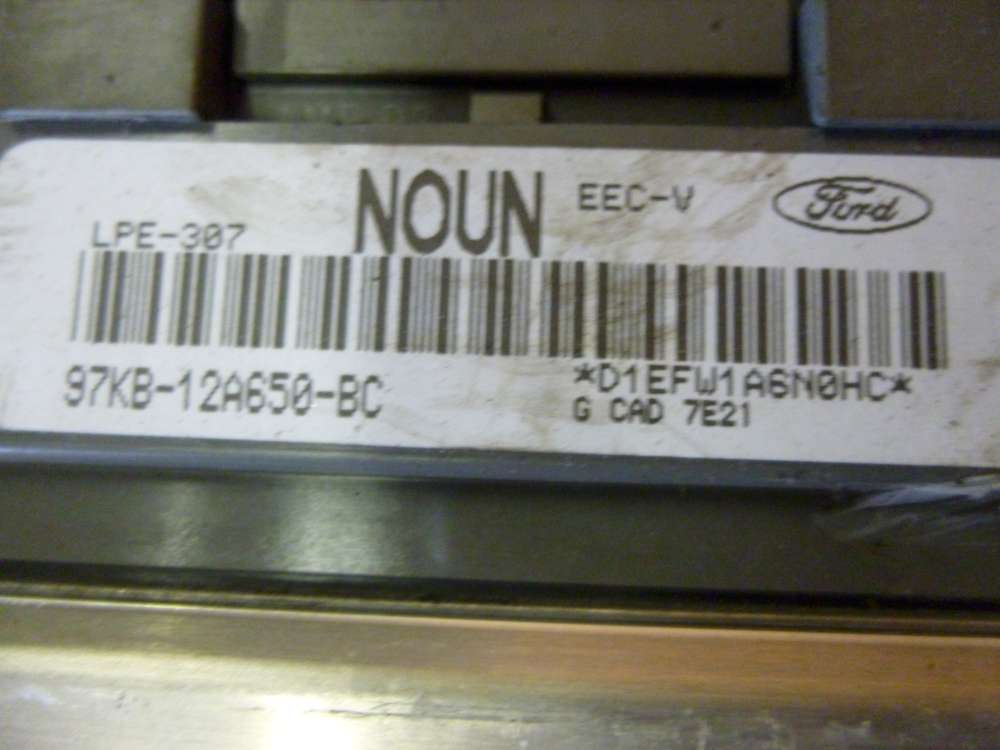 NOUN EEC-V Ford
LPE-307
97KB-12A650-BC *D1EFW1A6N0HC*
G CAD 7E21